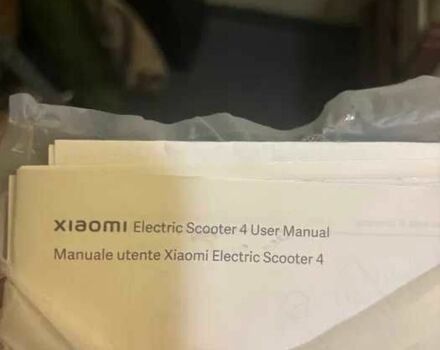 xiaomi Electric Scooter 4 User Manual
Manuale utente Xiaomi Electric Scooter 4